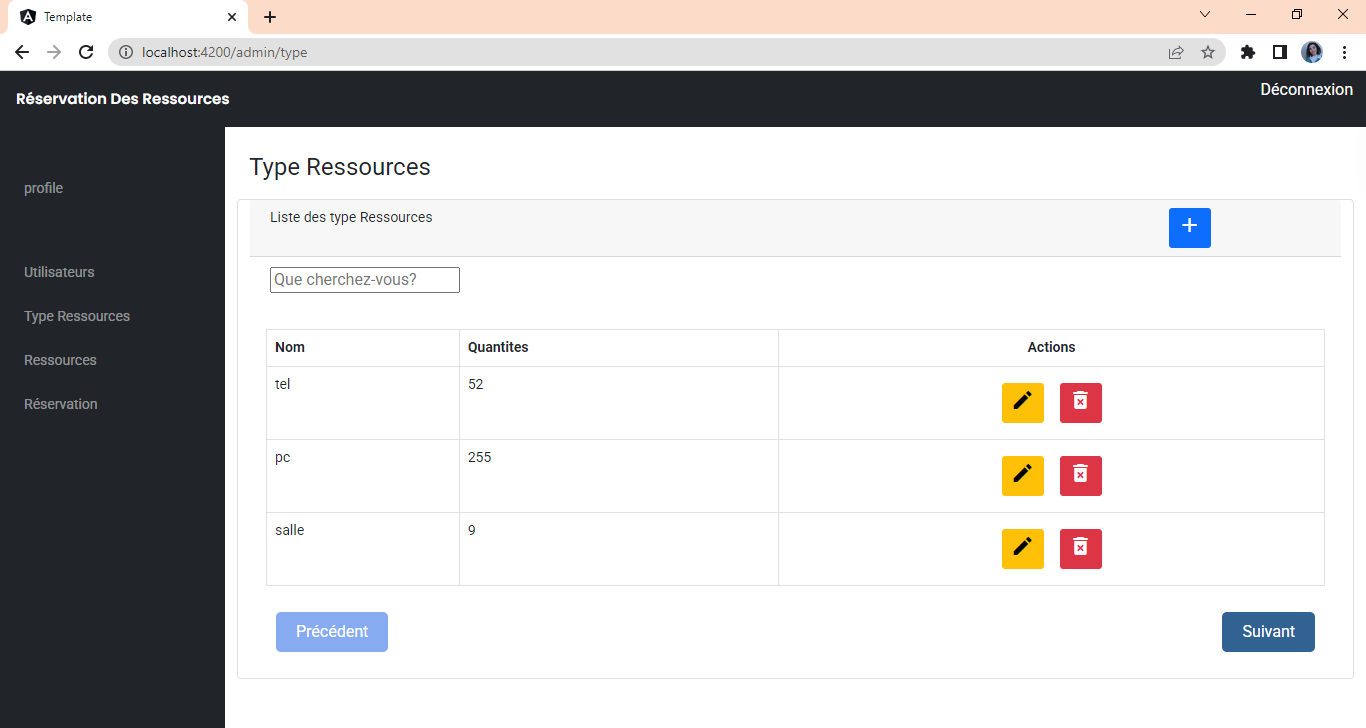 Template
localhost:4200/admin/type
Réservation Des Ressources
Déconnexion
profile
Utilisateurs
Type Ressources
Ressources
Réservation
Type Ressources
Liste des type Ressources
+
Que cherchez-vous?
Nom Quantites Actions
tel 52
pc 255
salle 9
Précédent Suivant